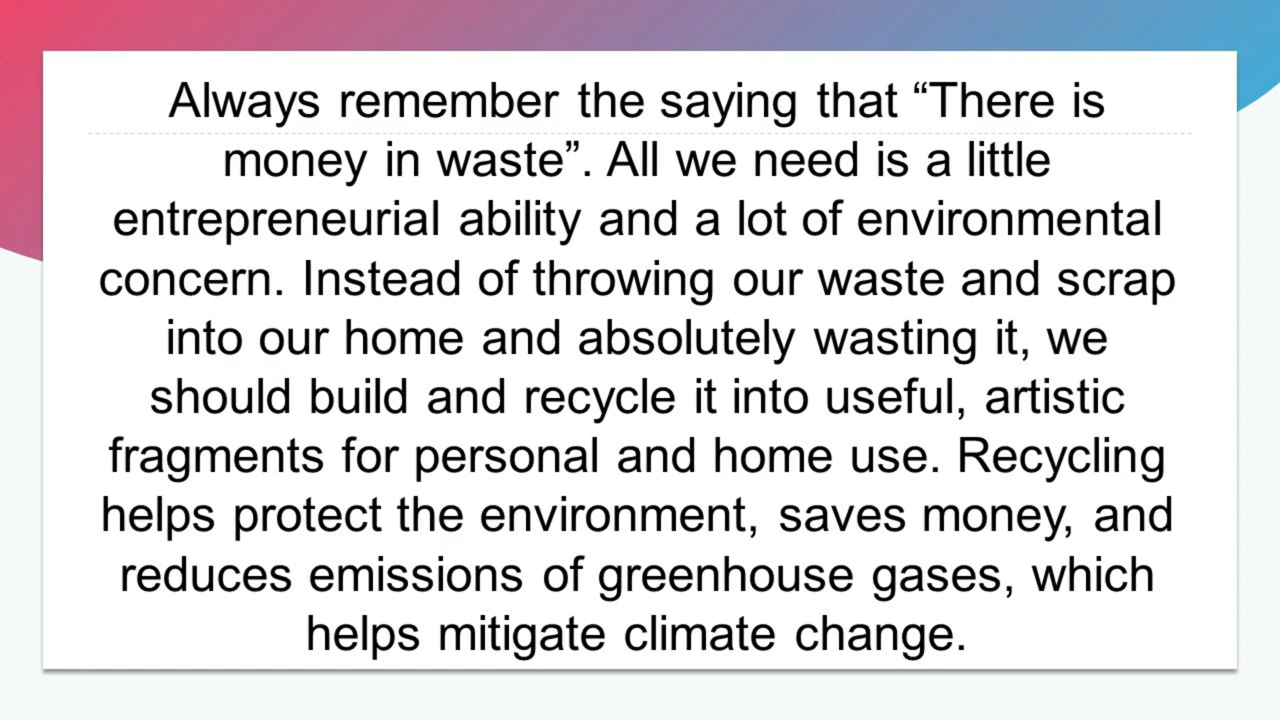 Always remember the saying that “There is
money in waste”. All we need is a little
entrepreneurial ability and a lot of environmental
concern. Instead of throwing our waste and scrap
into our home and absolutely wasting it, we
should build and recycle it into useful, artistic
fragments for personal and home use. Recycling
helps protect the environment, saves money, and
reduces emissions of greenhouse gases, which
helps mitigate climate change.